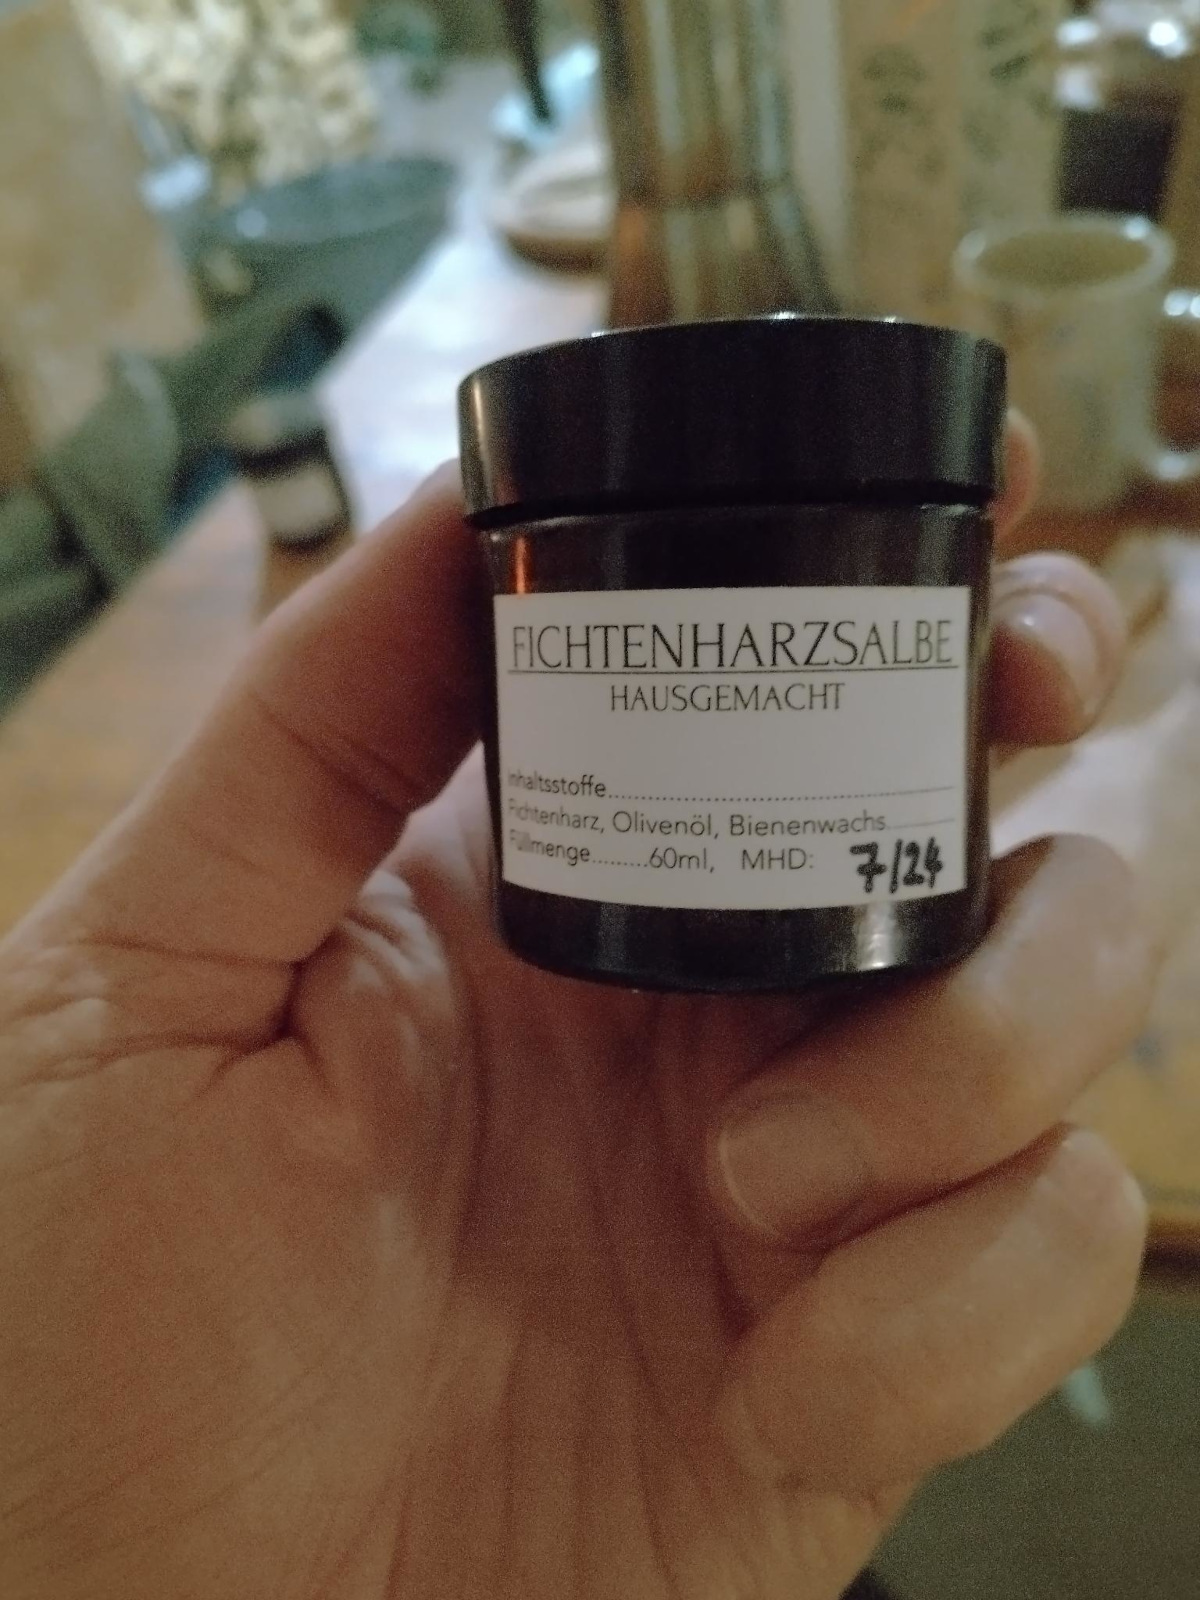 FICHTENHARZSALBE
HAUSGEMACHT
Inhaltsstoffe..............................................
Fichtenharz, Olivenöl, Bienenwachs..........
Füllmenge.........60ml, MHD: 7/24